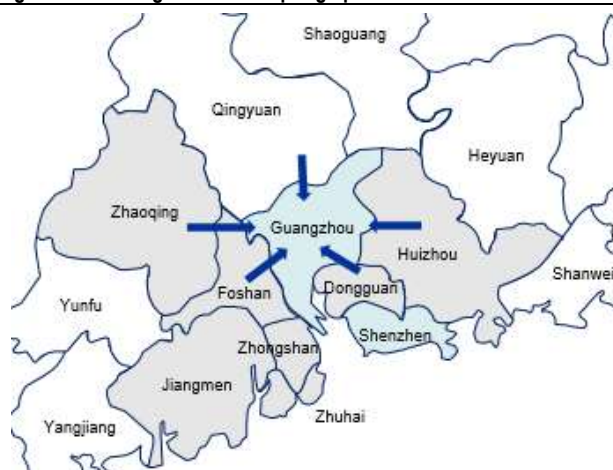 Shaoguang
Qingyuan
Heyuan
Zhaoqing
Guangzhou
Huizhou
Shanwei
Foshan
Dongguan
Yunfu
Shenzhen
Zhongshan
Jiangmen
Zhuhai
Yangjiang